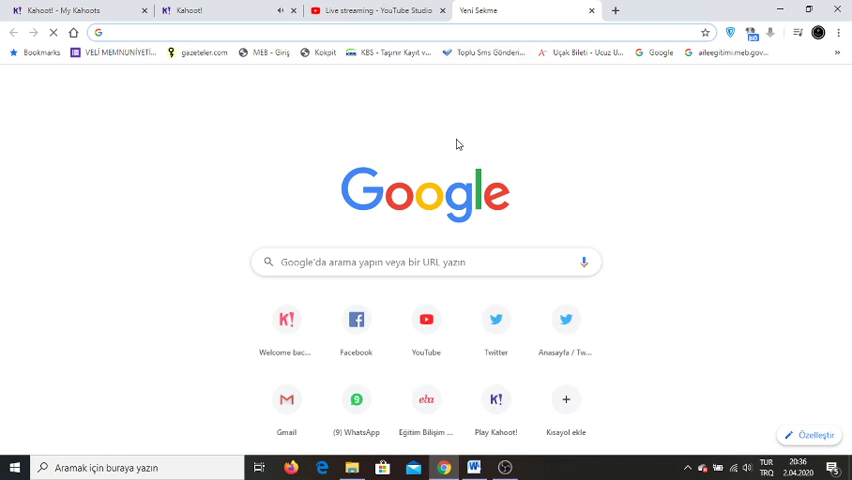 Kahoot! - My Kahoots
Kahoot!
Live streaming - YouTube Studio
Yeni Sekme
Bookmarks
VELİ MEMNUNİYETİ...
gazeteler.com
MEB - Giriş
Kokpit
KBS - Taşınır Kayıt v...
Toplu Sms Gönderi...
Uçak Bileti - Ucuz U...
Google
aileegitimi.meb.gov...
»
Google
Google'da arama yapın veya bir URL yazın
K!
Welcome bac...
Facebook
YouTube
Twitter
Anasayfa / Tw...
9
eba
K!
Gmail
(9) WhatsApp
Eğitim Bilişim ...
Play Kahoot!
Kısayol ekle
Özelleştir
Aramak için buraya yazın
TUR
TRQ
20:36
2.04.2020
5